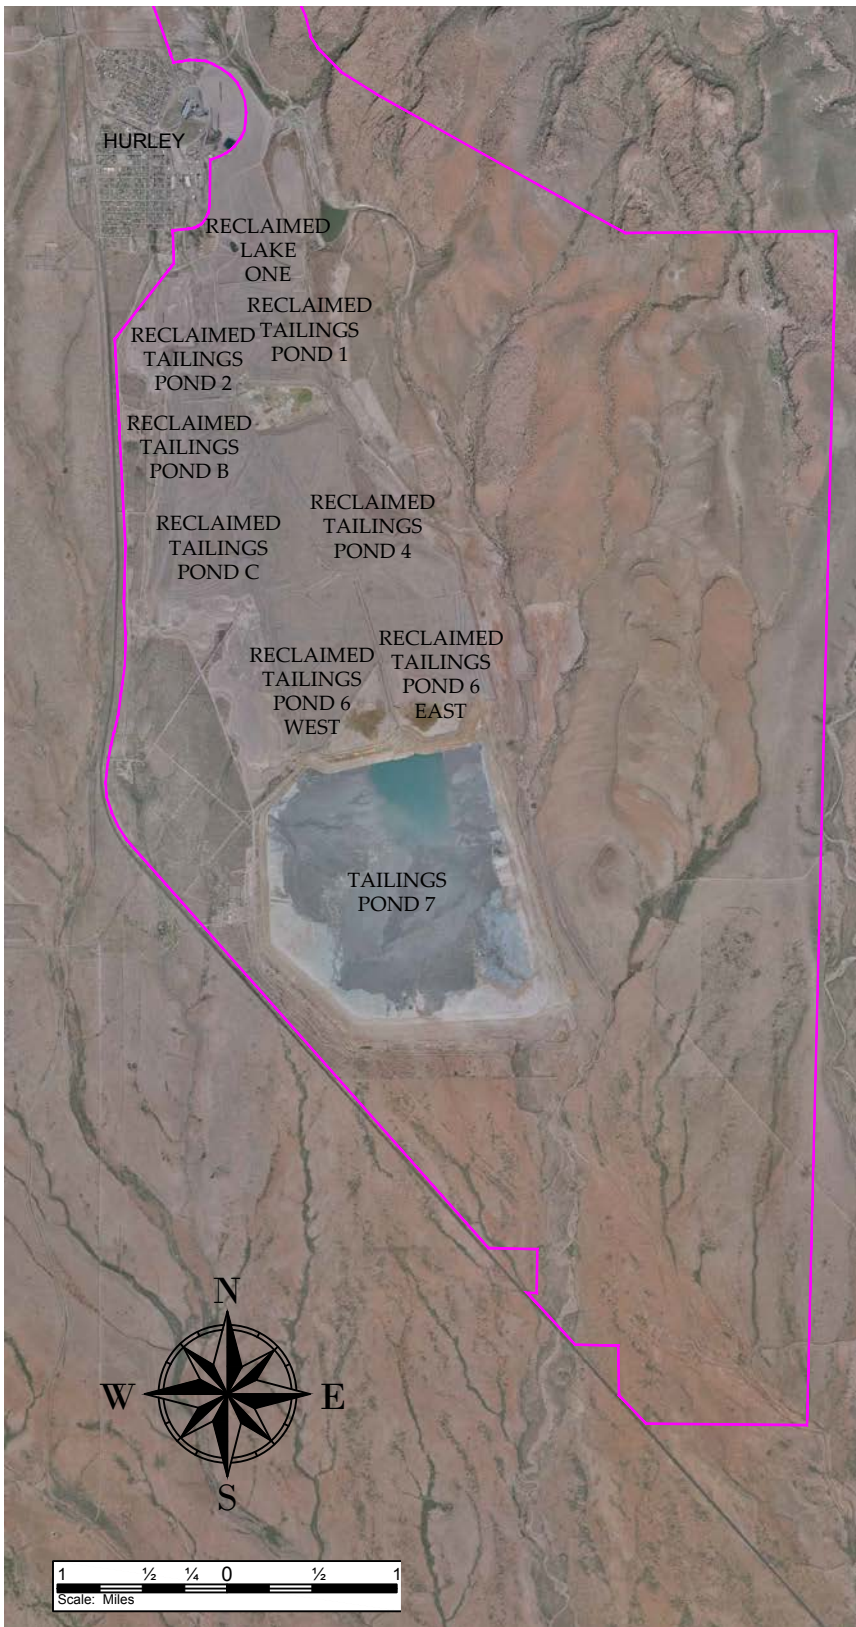 HURLEY
RECLAIMED
LAKE
ONE
RECLAIMED
TAILINGS
POND 1
RECLAIMED
TAILINGS
POND 2
RECLAIMED
TAILINGS
POND B
RECLAIMED
TAILINGS
POND 4
RECLAIMED
TAILINGS
POND C
RECLAIMED
TAILINGS
POND 6
EAST
RECLAIMED
TAILINGS
POND 6
WEST
TAILINGS
POND 7
N
W E
S
1 ½ ¼ 0 ½ 1
Scale: Miles